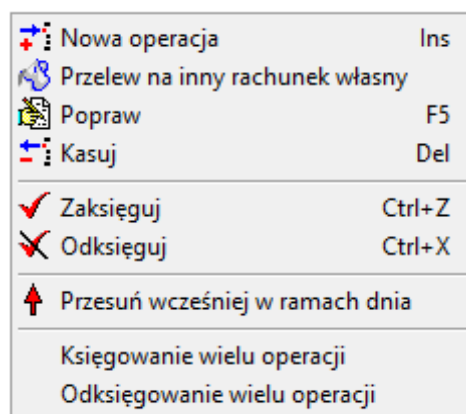 Nowa operacja Ins
Przelew na inny rachunek własny
Popraw F5
Kasuj Del
Zaksięguj Ctrl+Z
Odksięguj Ctrl+X
Przesuń wcześniej w ramach dnia
Księgowanie wielu operacji
Odksięgowanie wielu operacji